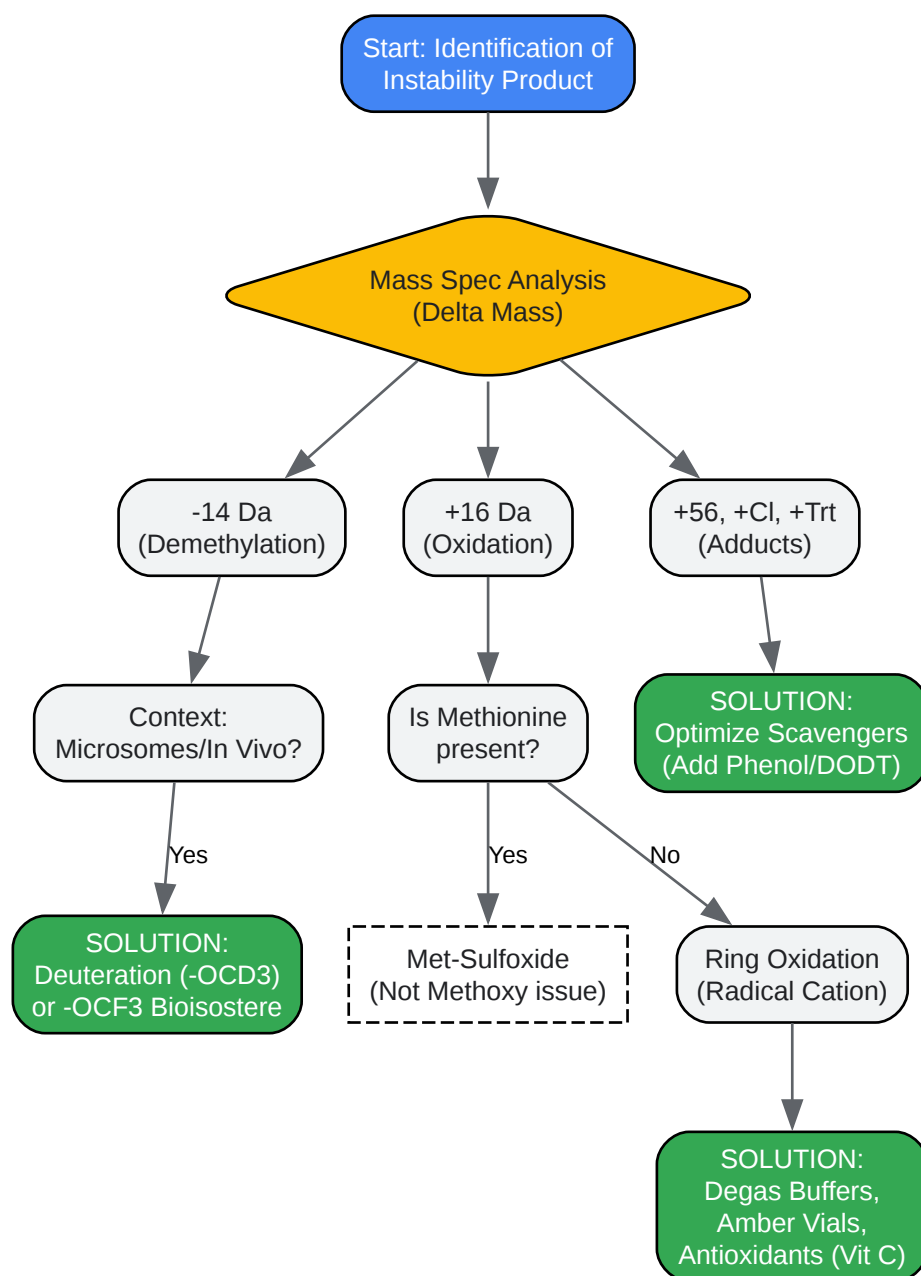 Start: Identification of
Instability Product
Mass Spec Analysis
(Delta Mass)
-14 Da
(Demethylation)
+16 Da
(Oxidation)
+56, +Cl, +Trt
(Adducts)
Context:
Microsomes/In Vivo?
Is Methionine
present?
SOLUTION:
Optimize Scavengers
(Add Phenol/DODT)
Yes
Yes
No
SOLUTION:
Deuteration (-OCD3)
or -OCF3 Bioisostere
Met-Sulfoxide
(Not Methoxy issue)
Ring Oxidation
(Radical Cation)
SOLUTION:
Degas Buffers,
Amber Vials,
Antioxidants (Vit C)